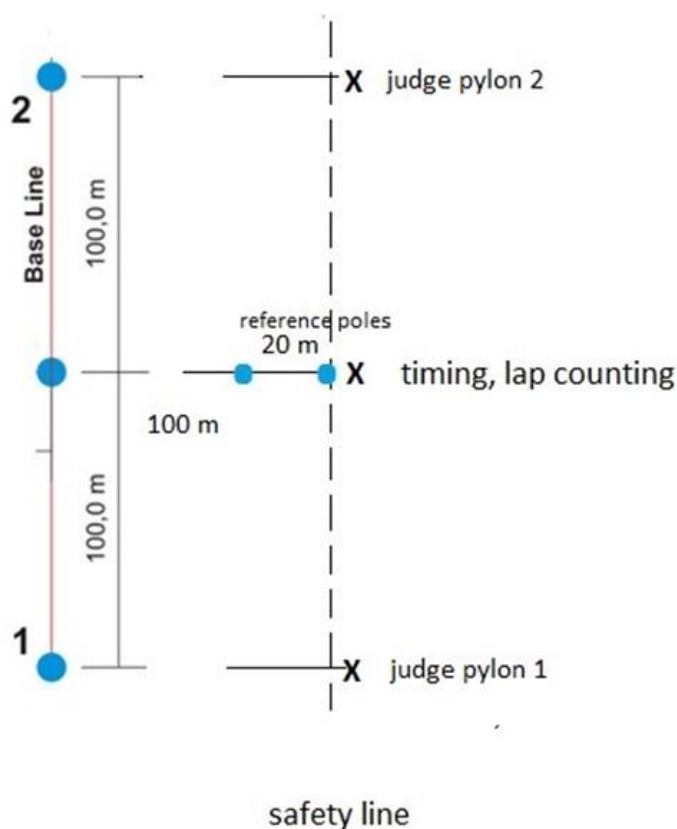 X judge pylon 2
2
Base Line
100,0 m
reference poles
20 m
X timing, lap counting
100 m
100,0 m
1
X judge pylon 1
safety line